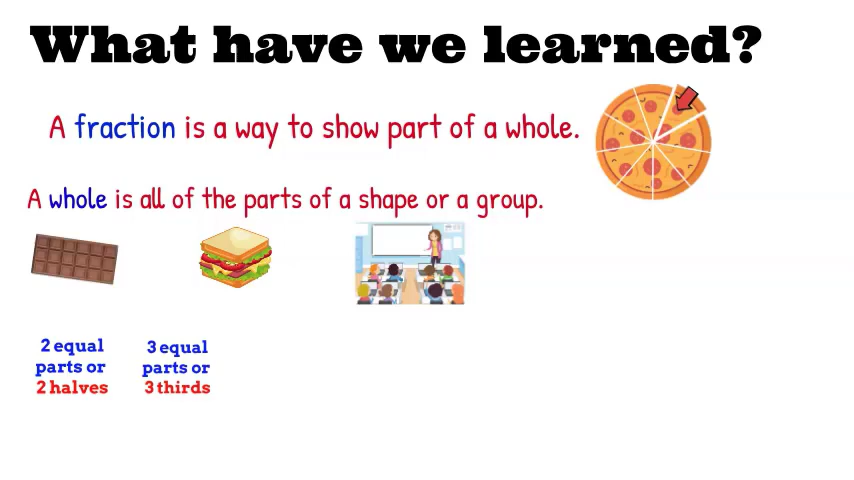 What have we learned?
A fraction is a way to show part of a whole.
A whole is all of the parts of a shape or a group.
2 equal
parts or
2 halves
3 equal
parts or
3 thirds